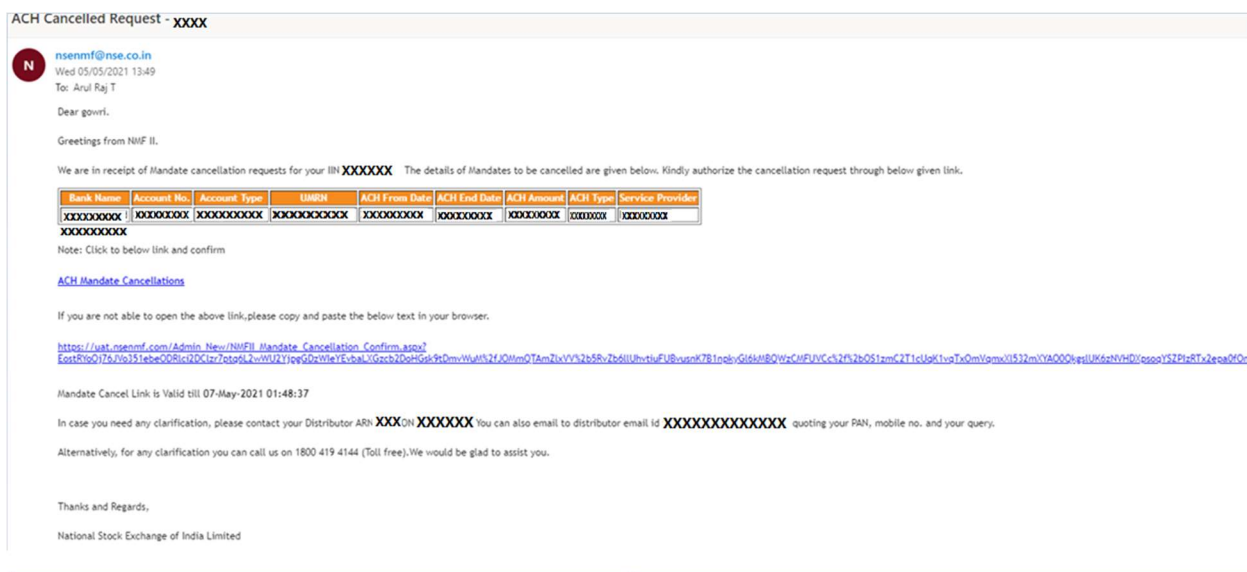 ACH Cancelled Request - XXXX
N
nsenmf@nse.co.in
Wed 05/05/2021 13:49
To: Arul Raj T
Dear gowri.
Greetings from NMF II.
We are in receipt of Mandate cancellation requests for your IIN XXXXXX The details of Mandates to be cancelled are given below. Kindly authorize the cancellation request through below given link.
Bank Name Account No. Account Type UMRN ACH From Date ACH End Date ACH Amount ACH Type Service Provider
XXXXXXXXX XXXXXXXXX XXXXXXXXX XXXXXXXXX XXXXXXXXX XXXXXXXXX XXXXXXXXX XXXXXXXXX XXXXXXXXX
XXXXXXXXX
Note: Click to below link and confirm
ACH Mandate Cancellations
If you are not able to open the above link,please copy and paste the below text in your browser.
https://uat.nsenmf.com/Admin_New/NMFII_Mandate_Cancellation_Confirm.aspx?
Mandate Cancel Link is Valid till 07-May-2021 01:48:37
In case you need any clarification, please contact your Distributor ARN XXX ON XXXXXX You can also email to distributor email id XXXXXXXXXXXXX quoting your PAN, mobile no. and your query.
Alternatively, for any clarification you can call us on 1800 419 4144 (Toll free).We would be glad to assist you.
Thanks and Regards,
National Stock Exchange of India Limited